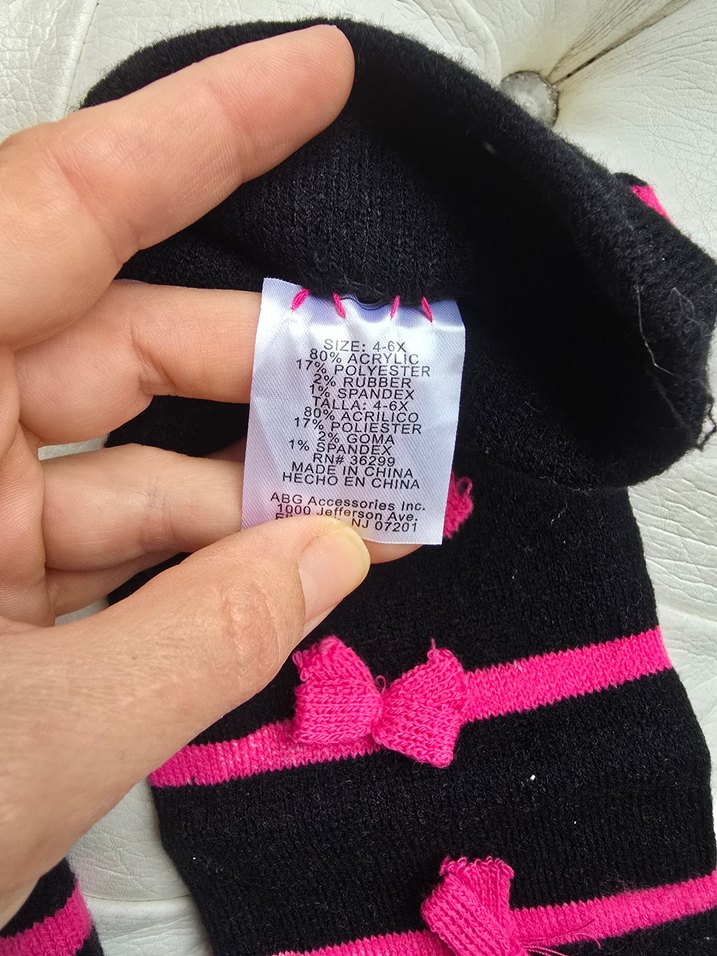 SIZE: 4-6X
80% ACRYLIC
17% POLYESTER
2% RUBBER
1% SPANDEX
TALLA: 4-6X
80% ACRILICO
17% POLIESTER
2% GOMA
1% SPANDEX
RN# 36299
MADE IN CHINA
HECHO EN CHINA
ABG Accessories Inc.
1000 Jefferson Ave.
NJ 07201